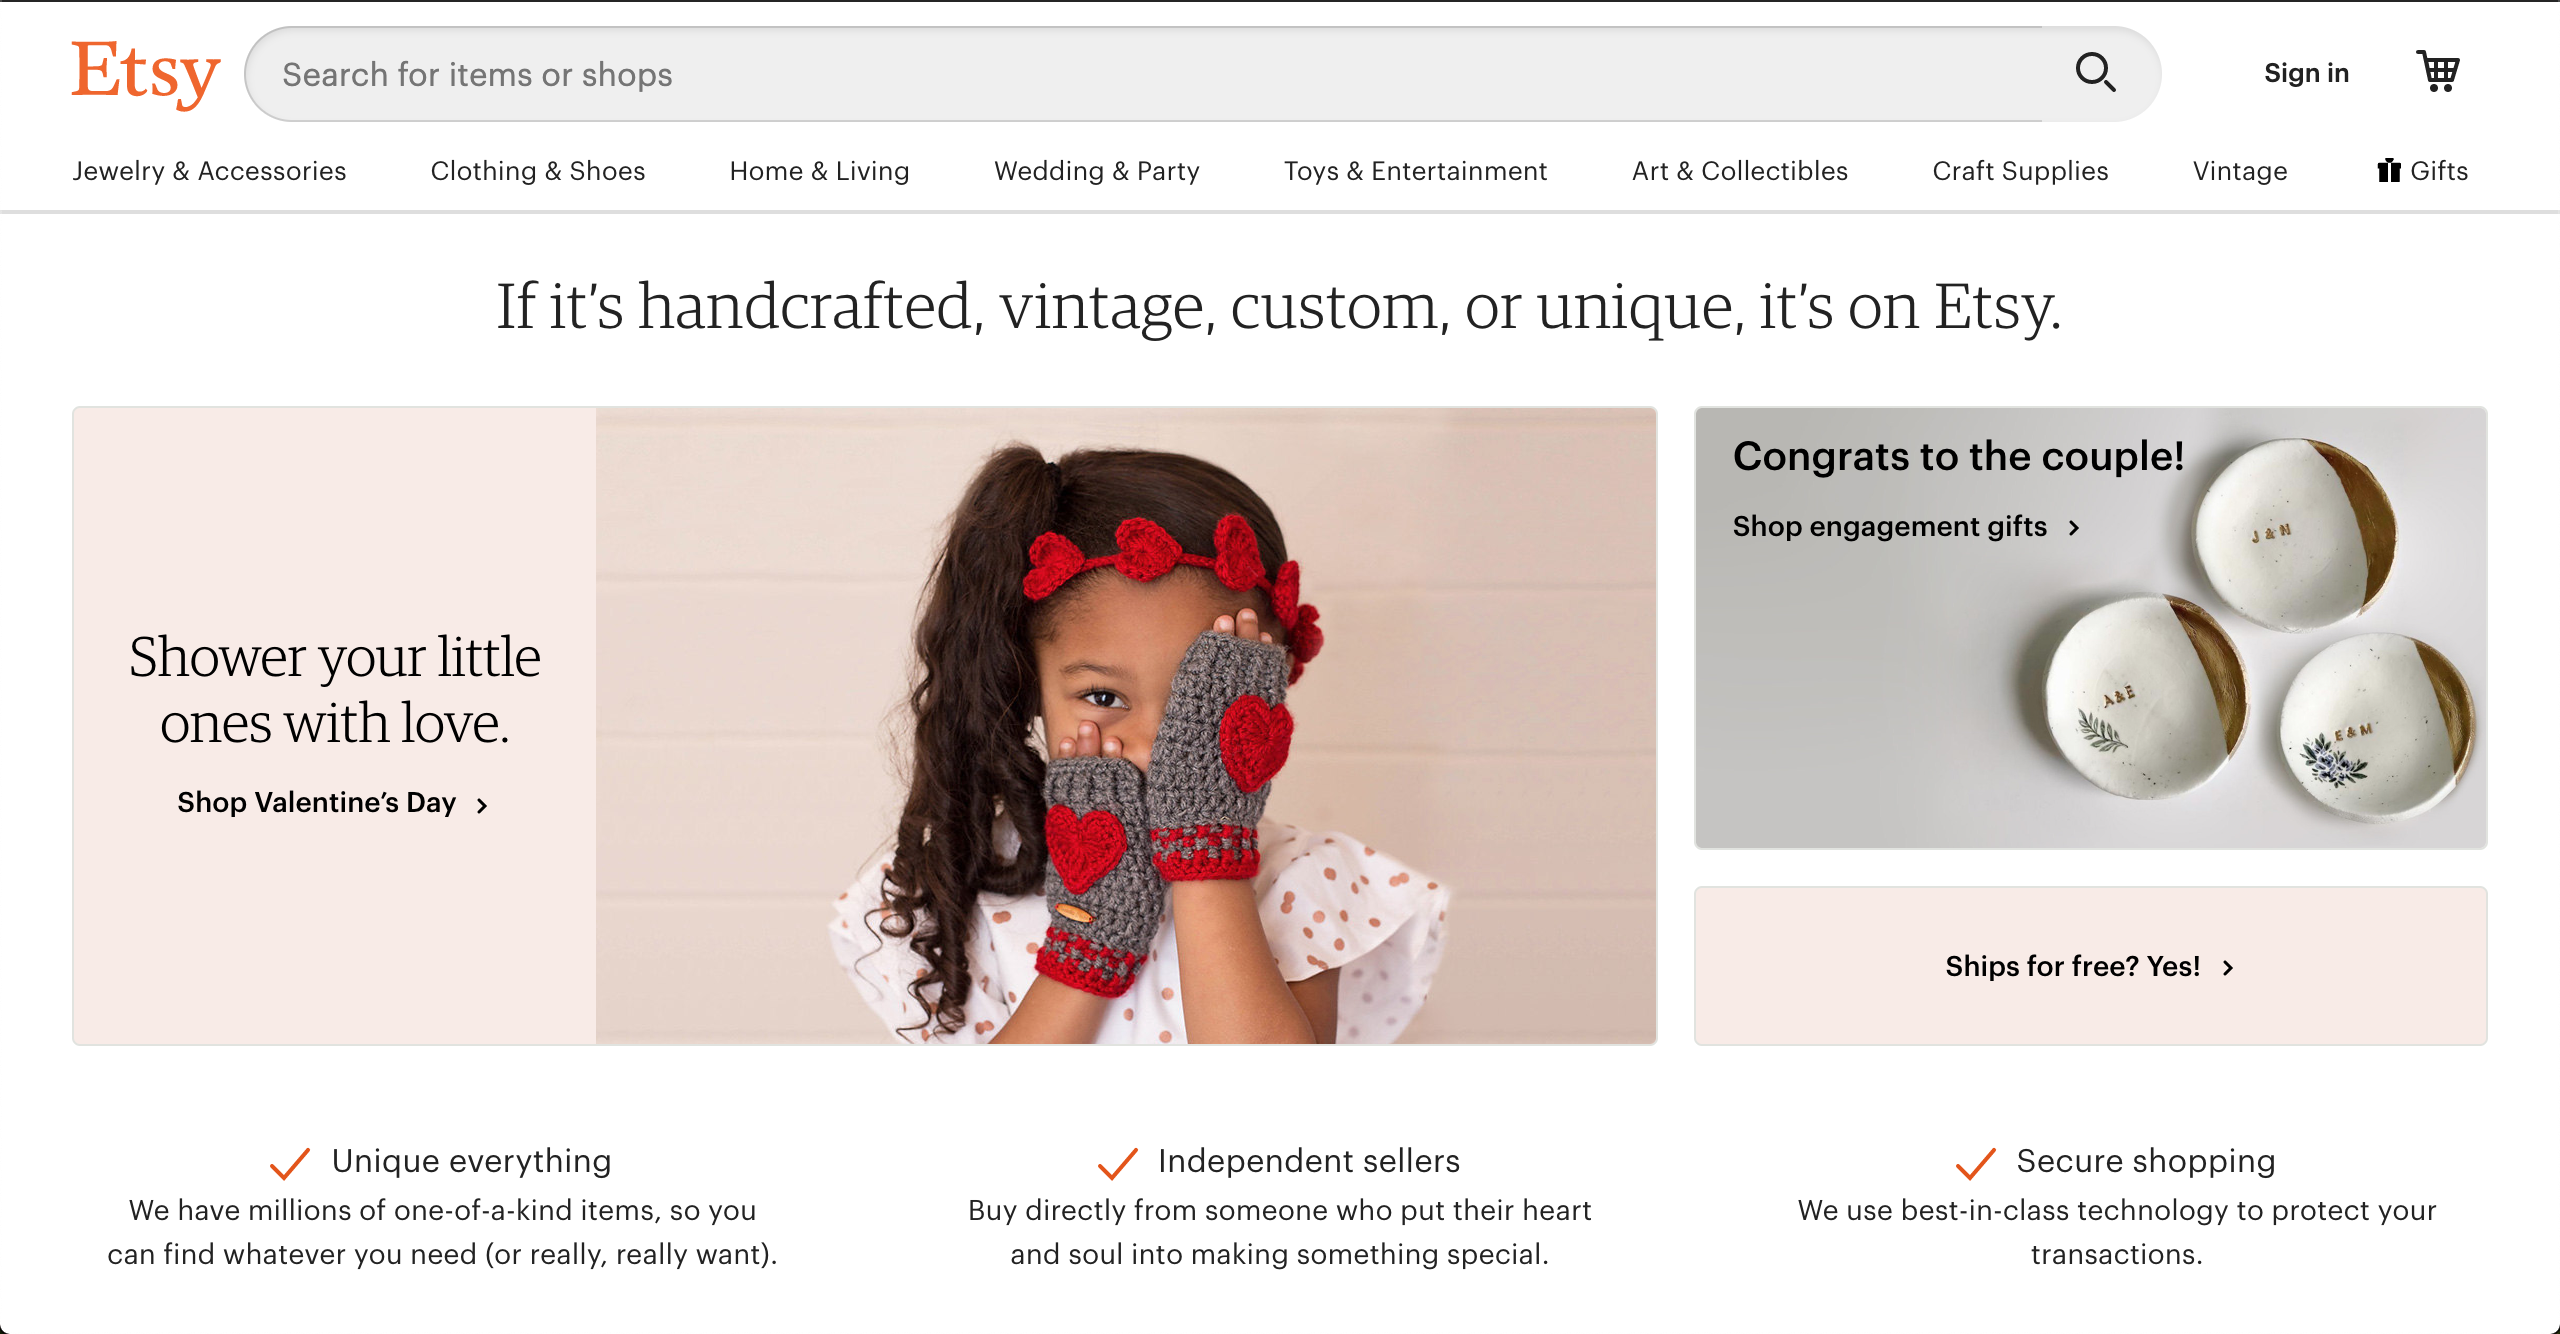 Etsy
Search for items or shops
Sign in
Jewelry & Accessories
Clothing & Shoes
Home & Living
Wedding & Party
Toys & Entertainment
Art & Collectibles
Craft Supplies
Vintage
Gifts
If it’s handcrafted, vintage, custom, or unique, it’s on Etsy.
Shower your little
ones with love.
Shop Valentine’s Day
Congrats to the couple!
Shop engagement gifts
J & N
A & E
E & M
Ships for free? Yes!
Unique everything
We have millions of one-of-a-kind items, so you
can find whatever you need (or really, really want).
Independent sellers
Buy directly from someone who put their heart
and soul into making something special.
Secure shopping
We use best-in-class technology to protect your
transactions.